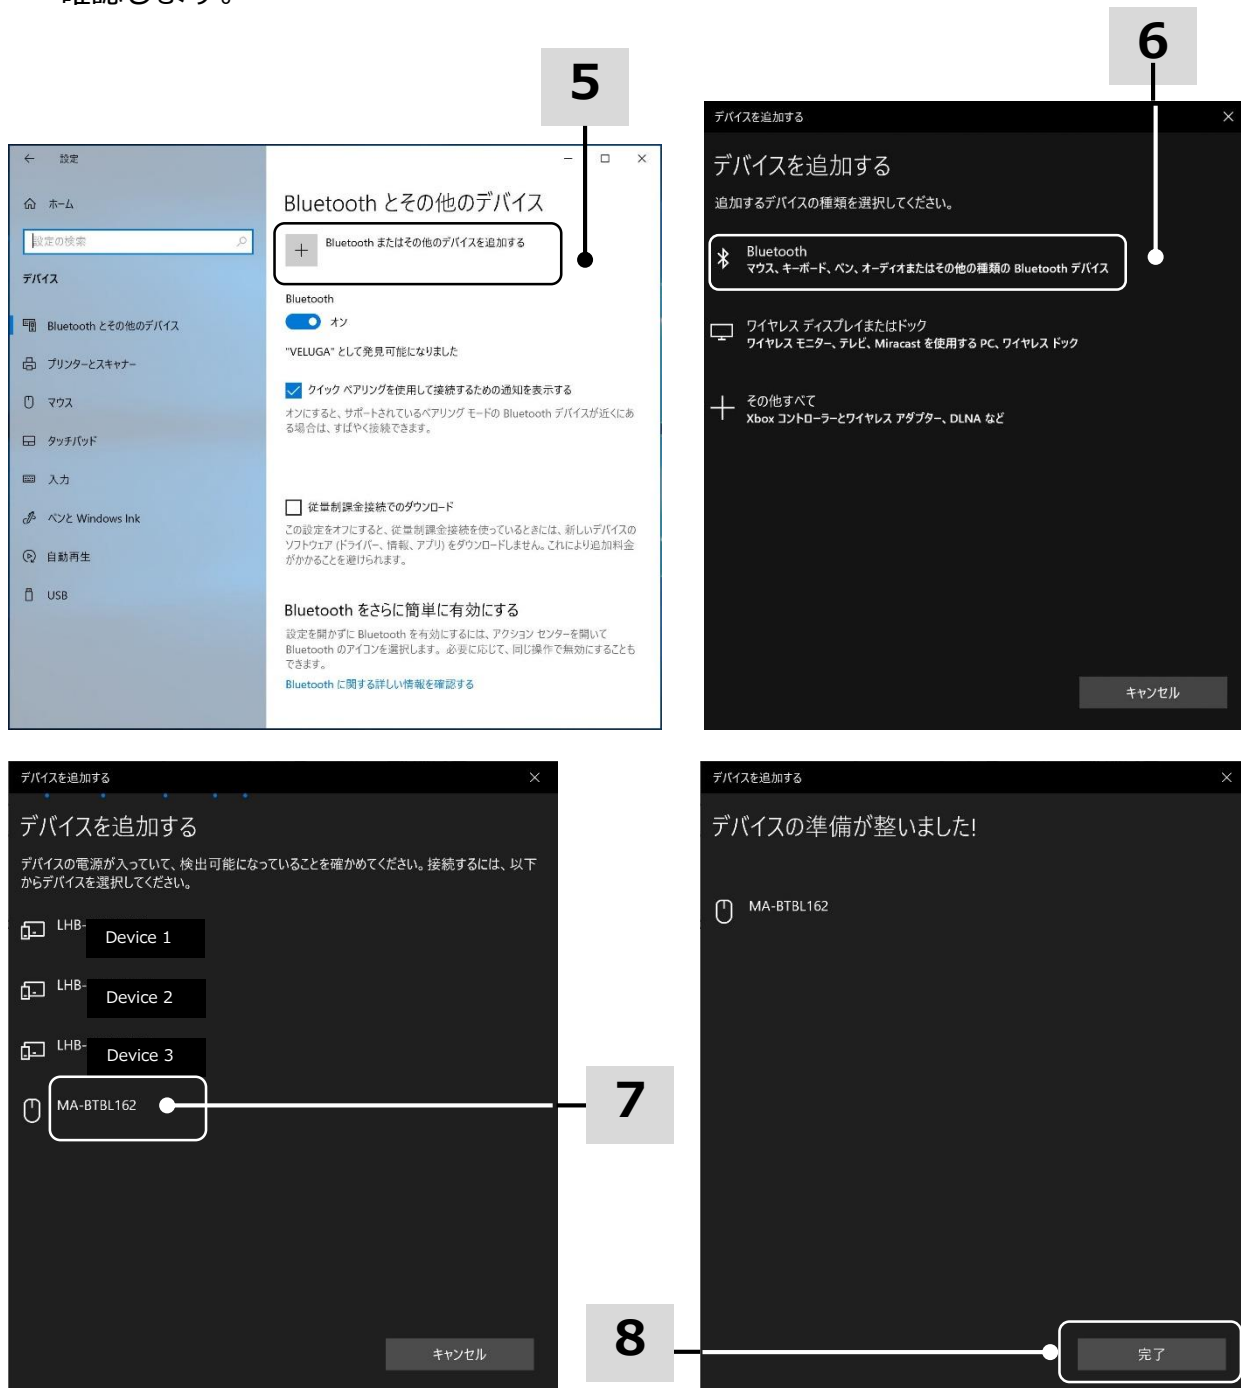 確認します。
5
6
← 設定
ホーム
設定の検索
デバイス
Bluetooth とその他のデバイス
プリンターとスキャナー
マウス
タッチパッド
入力
ペンと Windows Ink
自動再生
USB
Bluetooth とその他のデバイス
Bluetooth またはその他のデバイスを追加する
Bluetooth
オン
"VELUGA" として発見可能になりました
クイック ペアリングを使用して接続するための通知を表示する
オンにすると、サポートされているペアリング モードの Bluetooth デバイスが近くにあ
る場合は、すばやく接続できます。
従量制課金接続でのダウンロード
この設定をオフにすると、従量制課金接続を使っているときには、新しいデバイスの
ソフトウェア (ドライバー、情報、アプリ) をダウンロードしません。これにより追加料金
がかかることを避けられます。
Bluetooth をさらに簡単に有効にする
設定を開かずに Bluetooth を有効にするには、アクション センターを開いて
Bluetooth のアイコンを選択します。必要に応じて、同じ操作で無効にすることも
できます。
Bluetooth に関する詳しい情報を確認する
デバイスを追加する
デバイスを追加する
追加するデバイスの種類を選択してください。
Bluetooth
マウス、キーボード、ペン、オーディオまたはその他の種類の Bluetooth デバイス
ワイヤレス ディスプレイまたはドック
ワイヤレス モニター、テレビ、Miracast を使用する PC、ワイヤレス ドック
その他すべて
Xbox コントローラーとワイヤレス アダプター、DLNA など
キャンセル
デバイスを追加する
デバイスを追加する
デバイスの電源が入っていて、検出可能になっていることを確かめてください。接続するには、以下
からデバイスを選択してください。
LHB- Device 1
LHB- Device 2
LHB- Device 3
MA-BTBL162
キャンセル
7
デバイスを追加する
デバイスの準備が整いました!
MA-BTBL162
8
完了